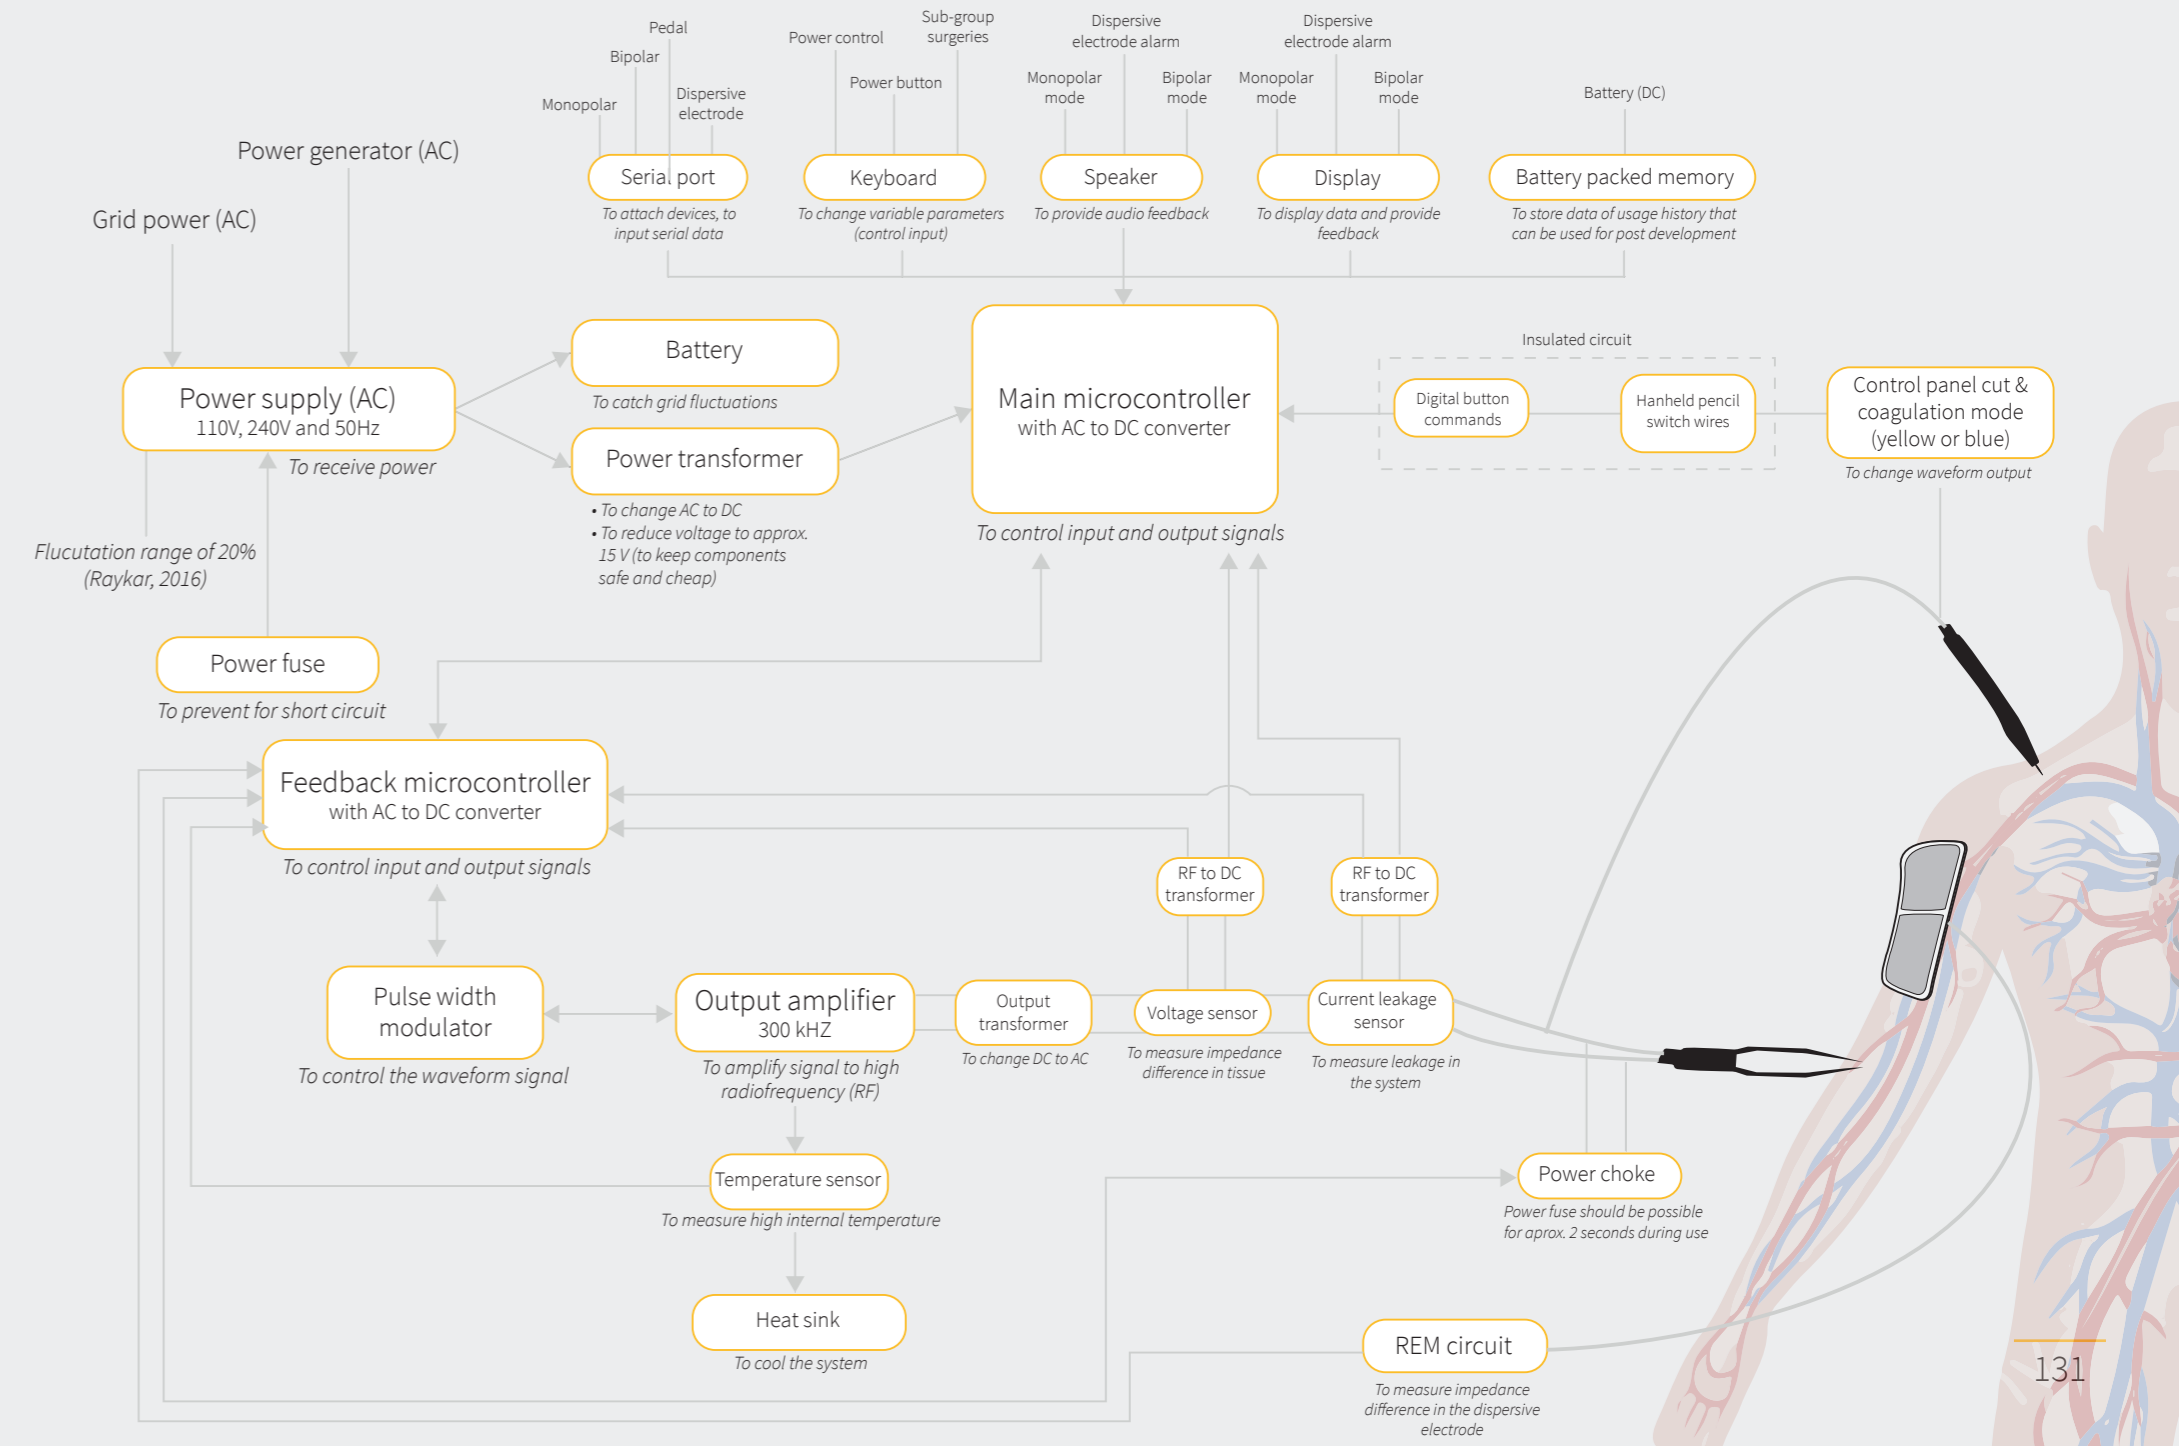 Pedal
Bipolar
Monopolar
Dispersive
electrode
Serial port
To attach devices, to
input serial data
Power control
Sub-group
surgeries
Power button
Keyboard
To change variable parameters
(control input)
Dispersive
electrode alarm
Monopolar
mode
Bipolar
mode
Speaker
To provide audio feedback
Dispersive
electrode alarm
Monopolar
mode
Bipolar
mode
Display
To display data and provide
feedback
Battery (DC)
Battery packed memory
To store data of usage history that
can be used for post development
Power generator (AC)
Grid power (AC)
Power supply (AC)
110V, 240V and 50Hz
To receive power
Flucutation range of 20%
(Raykar, 2016)
Power fuse
To prevent for short circuit
Battery
To catch grid fluctuations
Power transformer
• To change AC to DC
• To reduce voltage to approx.
15 V (to keep components
safe and cheap)
Main microcontroller
with AC to DC converter
To control input and output signals
Insulated circuit
Digital button
commands
Hanheld pencil
switch wires
Control panel cut &
coagulation mode
(yellow or blue)
To change waveform output
Feedback microcontroller
with AC to DC converter
To control input and output signals
RF to DC
transformer
RF to DC
transformer
Pulse width
modulator
To control the waveform signal
Output amplifier
300 kHZ
To amplify signal to high
radiofrequency (RF)
Output
transformer
To change DC to AC
Voltage sensor
To measure impedance
difference in tissue
Current leakage
sensor
To measure leakage in
the system
Temperature sensor
To measure high internal temperature
Heat sink
To cool the system
Power choke
Power fuse should be possible
for aprox. 2 seconds during use
REM circuit
To measure impedance
difference in the dispersive
electrode
131